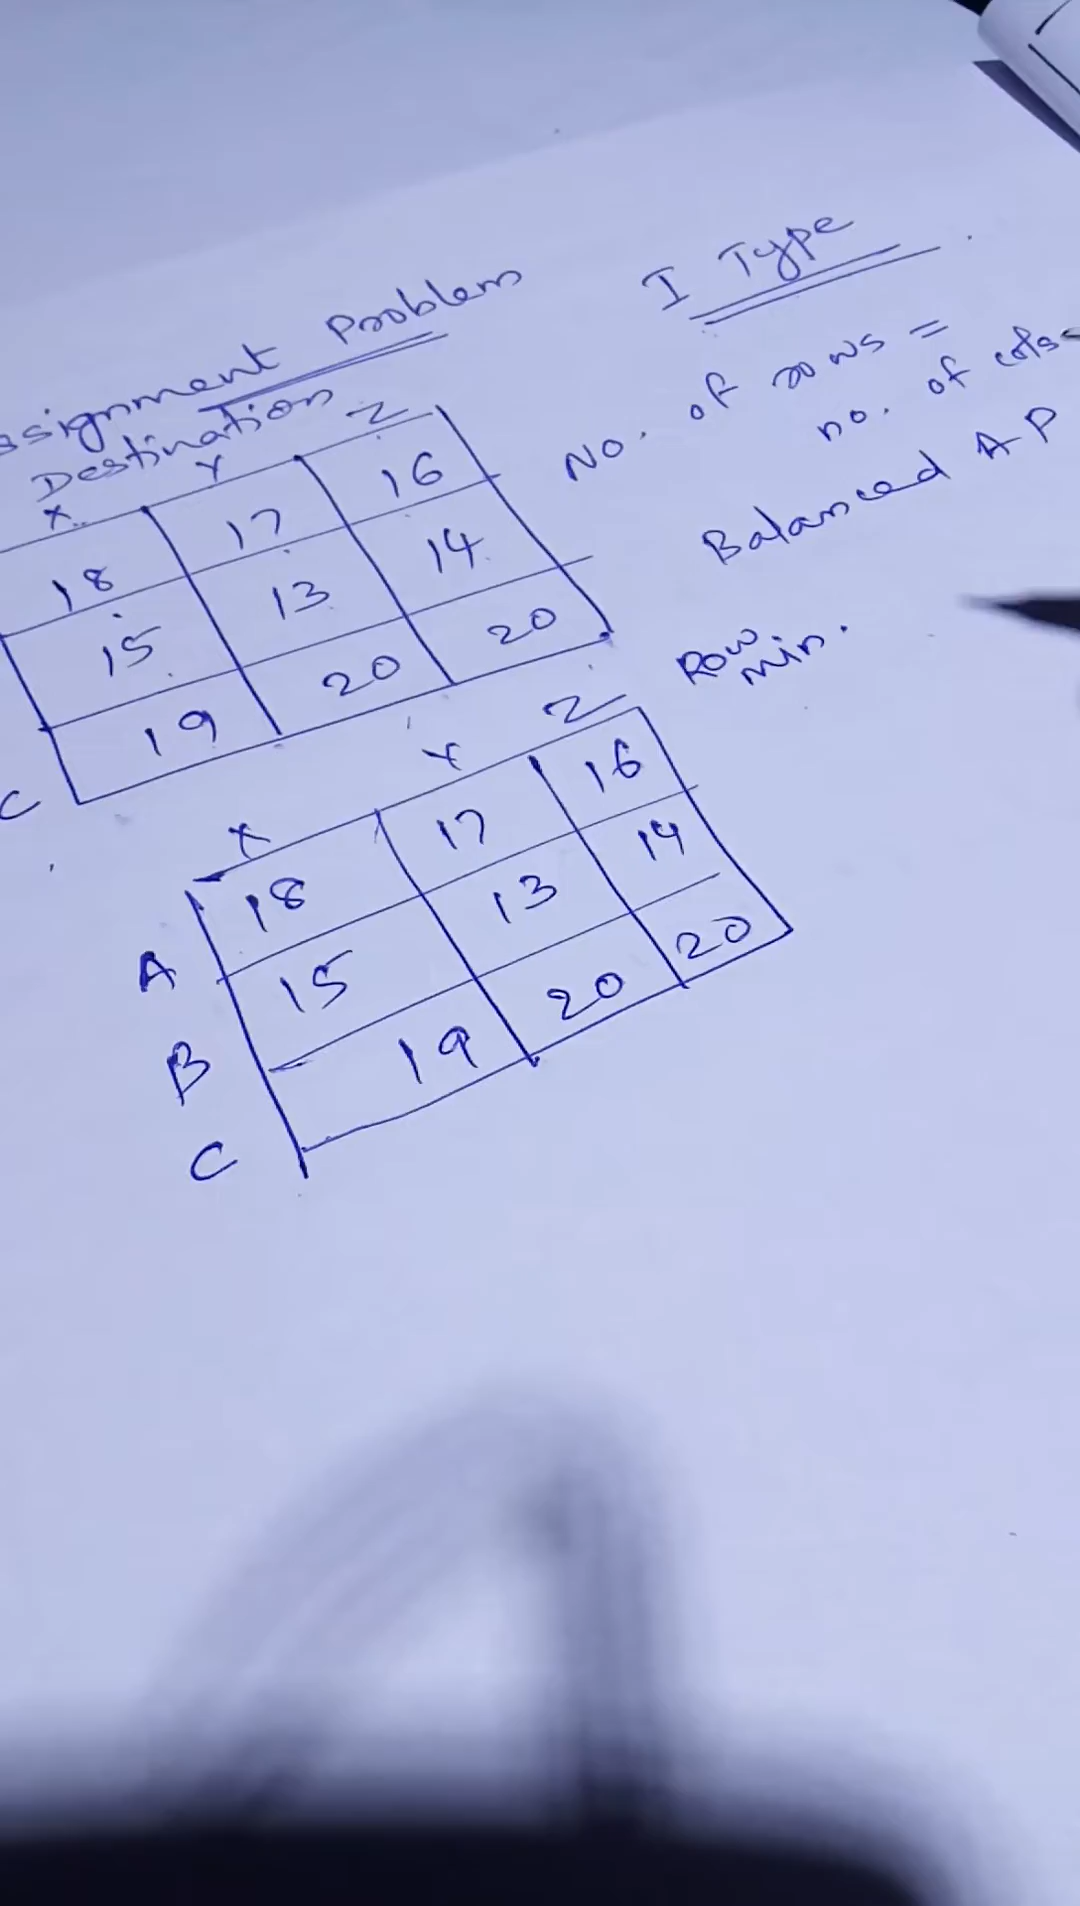 ssignment Problem
I Type
Destination
No. of rows =
no. of cols
Balanced AP
X Y Z
18 17 16
15 13 14
C 19 20 20
Row min.
X Y Z
A 18 17 16
B 15 13 14
C 19 20 20